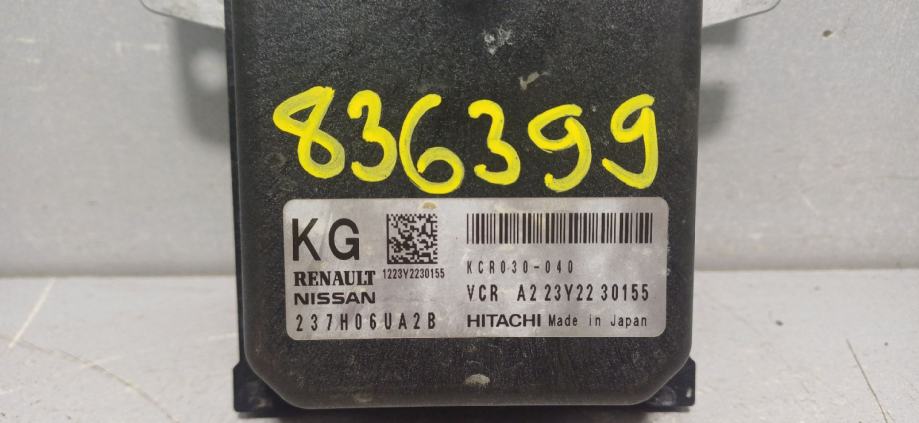 836399
KG
RENAULT
NISSAN
237H06UA2B
1223Y2230155
KCR030-040
VCR A2 23Y22 30155
HITACHI Made in Japan